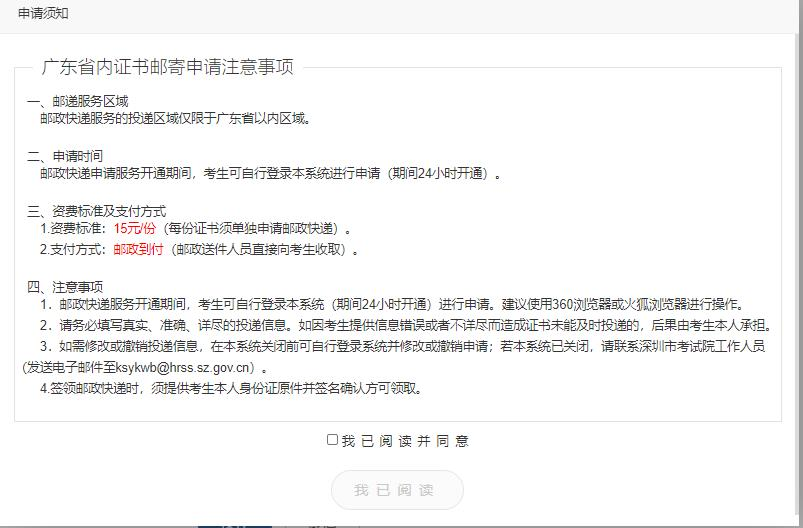 申请须知
广东省内证书邮寄申请注意事项
一、邮递服务区域
邮政快递服务的投递区域仅限于广东省以内区域。
二、申请时间
邮政快递申请服务开通期间，考生可自行登录本系统进行申请（期间24小时开通）。
三、资费标准及支付方式
1.资费标准：15元/份（每份证书须单独申请邮政快递）。
2.支付方式：邮政到付（邮政送件人员直接向考生收取）。
四、注意事项
1．邮政快递服务开通期间，考生可自行登录本系统（期间24小时开通）进行申请。建议使用360浏览器或火狐浏览器进行操作。
2．请务必填写真实、准确、详尽的投递信息。如因考生提供信息错误或者不详尽而造成证书未能及时投递的，后果由考生本人承担。
3．如需修改或撤销投递信息，在本系统关闭前可自行登录系统并修改或撤销申请；若本系统已关闭，请联系深圳市考试院工作人员
(发送电子邮件至ksykwb@hrss.sz.gov.cn）。
4.签领邮政快递时，须提供考生本人身份证原件并签名确认方可领取。
我已阅读并同意
我已阅读